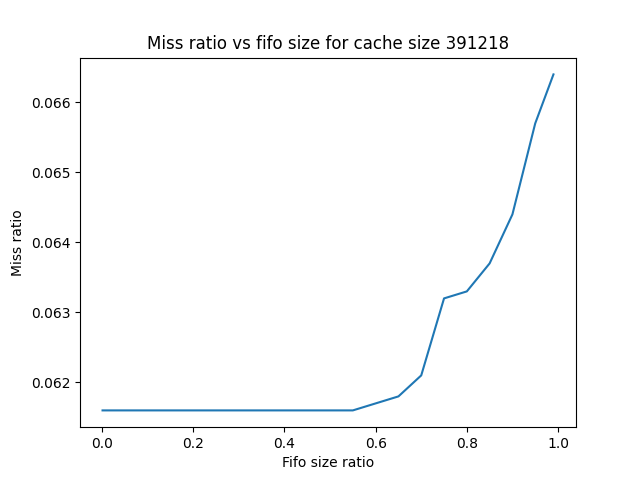 Miss ratio vs fifo size for cache size 391218
0.066
0.065
0.064
0.063
0.062
Miss ratio
0.0 0.2 0.4 0.6 0.8 1.0
Fifo size ratio